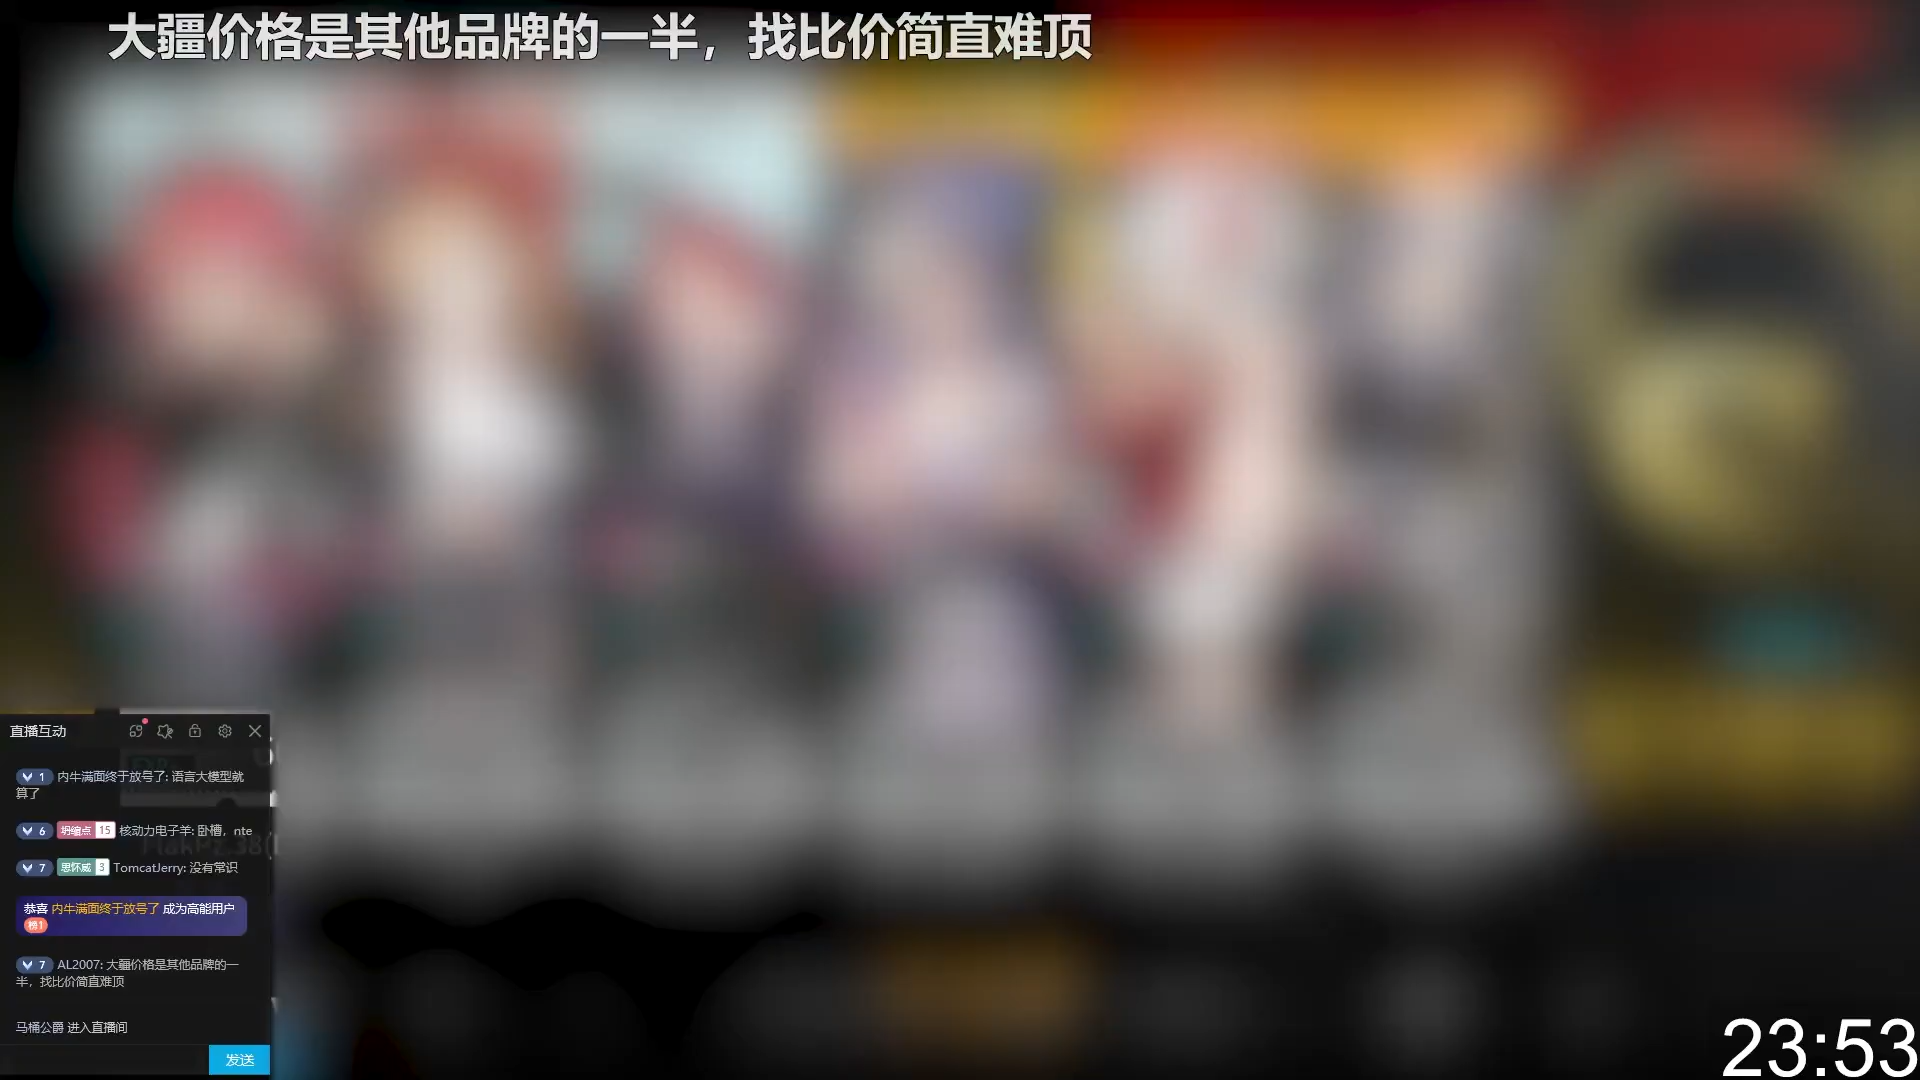 大疆价格是其他品牌的一半，找比价简直难顶
直播互动
1 内牛满面终于放号了: 语言大模型就
算了
6 坍缩点 15 核动力电子羊: 卧槽，nte
7 思怀威 3 TomcatJerry: 没有常识
恭喜 内牛满面终于放号了 成为高能用户
榜1
7 AL2007: 大疆价格是其他品牌的一
半，找比价简直难顶
马桶公爵 进入直播间
发送
23:53